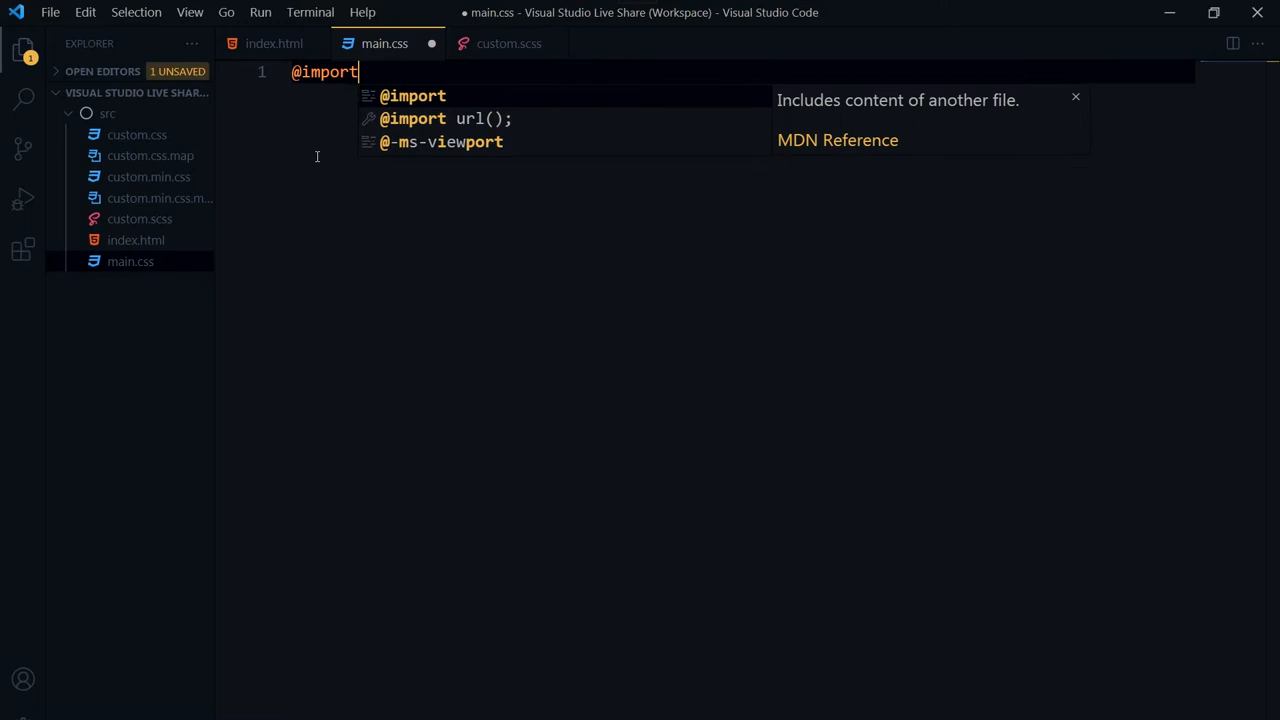 File Edit Selection View Go Run Terminal Help
● main.css - Visual Studio Live Share (Workspace) - Visual Studio Code
1
EXPLORER ···
index.html
main.css ●
custom.scss
···
OPEN EDITORS 1 UNSAVED
VISUAL STUDIO LIVE SHAR...
src
custom.css
custom.css.map
custom.min.css
custom.min.css.m...
custom.scss
index.html
main.css
1 @import
@import
@import url();
@-ms-viewport
Includes content of another file.
MDN Reference